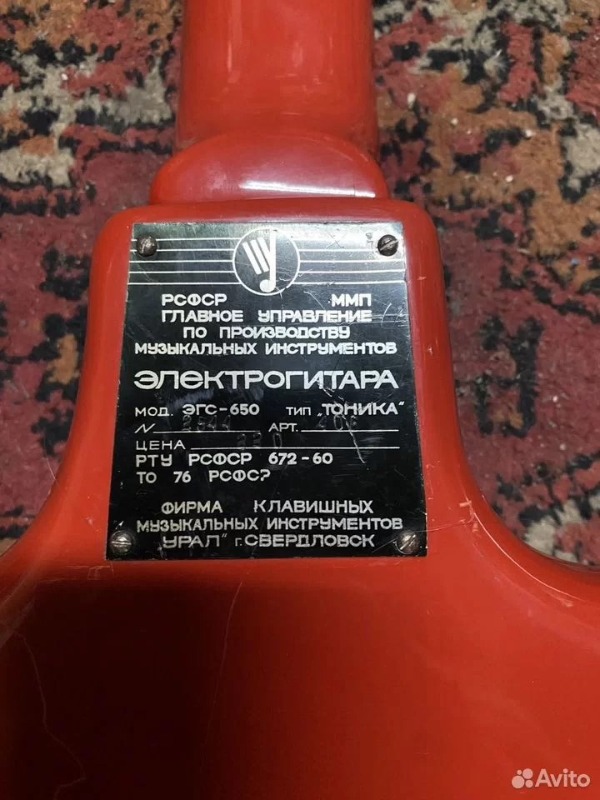 РСФСР ММП
ГЛАВНОЕ УПРАВЛЕНИЕ
ПО ПРОИЗВОДСТВУ
МУЗЫКАЛЬНЫХ ИНСТРУМЕНТОВ
ЭЛЕКТРОГИТАРА
МОД. ЭГС-650 ТИП „ТОНИКА"
N АРТ.
ЦЕНА
РТУ РСФСР 672-60
ТО 76 РСФСР
ФИРМА КЛАВИШНЫХ
МУЗЫКАЛЬНЫХ ИНСТРУМЕНТОВ
УРАЛ" г. СВЕРДЛОВСК
Avito